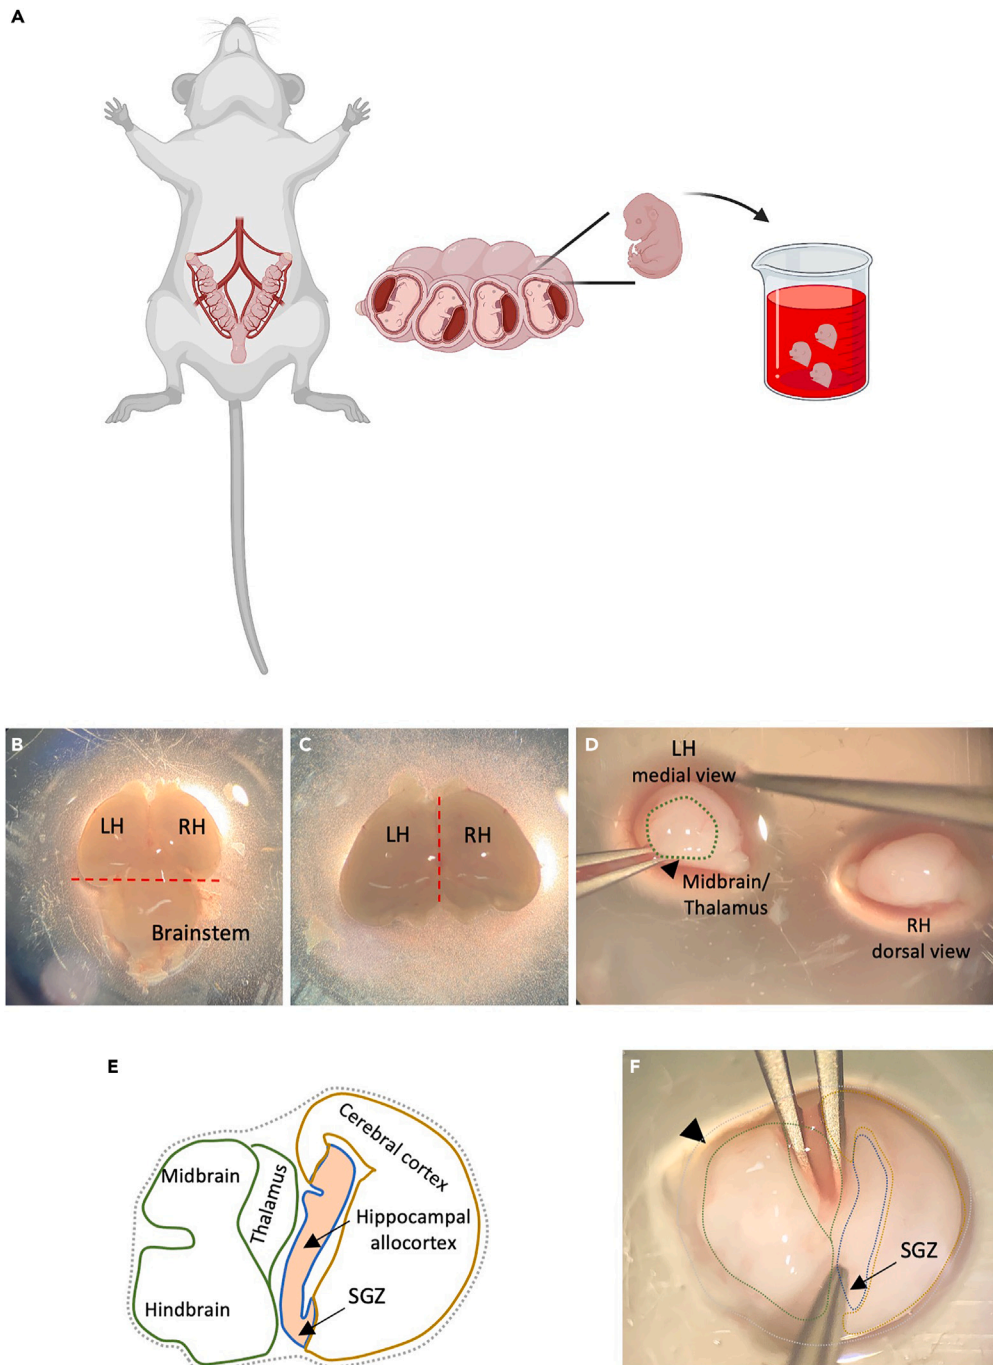 A
B
LH
RH
Brainstem
C
LH
RH
D
LH
medial view
Midbrain/
Thalamus
RH
dorsal view
E
Cerebral cortex
Midbrain
Thalamus
Hippocampal
allocortex
SGZ
Hindbrain
F
SGZ